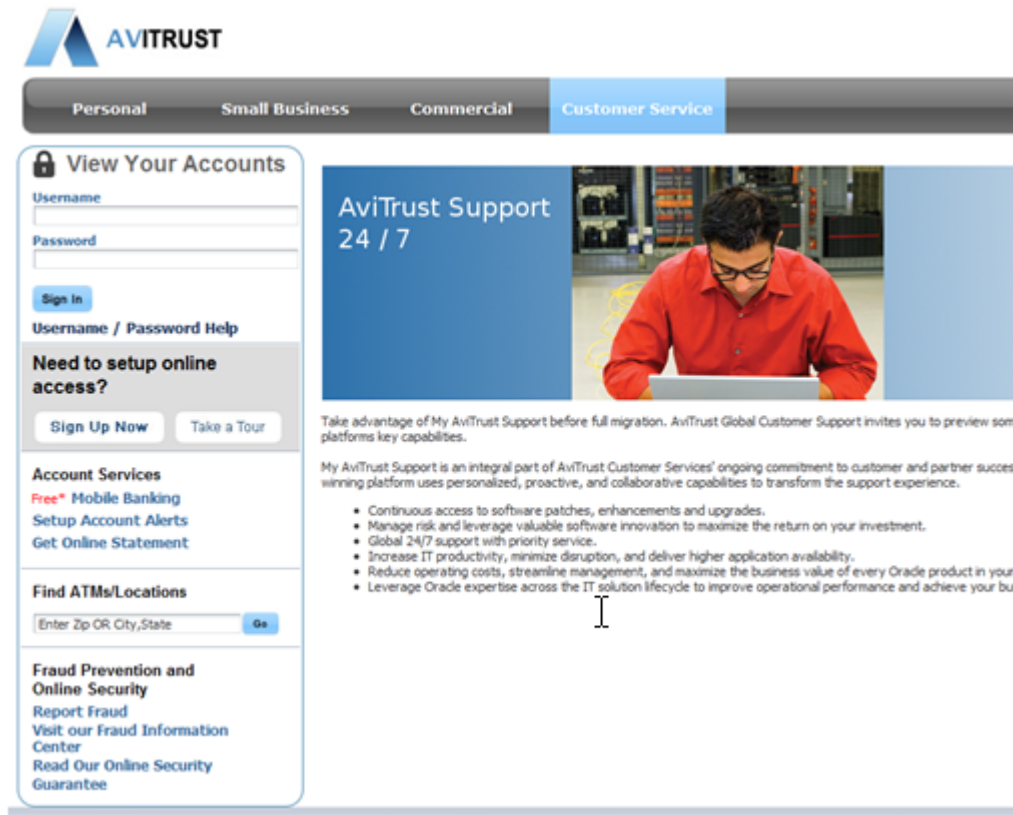 AVITRUST
Personal Small Business Commercial Customer Service
View Your Accounts
Username
Password
Sign In
Username / Password Help
Need to setup online
access?
Sign Up Now Take a Tour
Account Services
Free* Mobile Banking
Setup Account Alerts
Get Online Statement
Find ATMs/Locations
Enter Zip OR City,State Go
Fraud Prevention and
Online Security
Report Fraud
Visit our Fraud Information
Center
Read Our Online Security
Guarantee
AviTrust Support
24 / 7
Take advantage of My AviTrust Support before full migration. AviTrust Global Customer Support invites you to preview som
platforms key capabilities.
My AviTrust Support is an integral part of AviTrust Customer Services' ongoing commitment to customer and partner succes
winning platform uses personalized, proactive, and collaborative capabilities to transform the support experience.
• Continuous access to software patches, enhancements and upgrades.
• Manage risk and leverage valuable software innovation to maximize the return on your investment.
• Global 24/7 support with priority service.
• Increase IT productivity, minimize disruption, and deliver higher application availability.
• Reduce operating costs, streamline management, and maximize the business value of every Oracle product in your
• Leverage Oracle expertise across the IT solution lifecycle to improve operational performance and achieve your bu